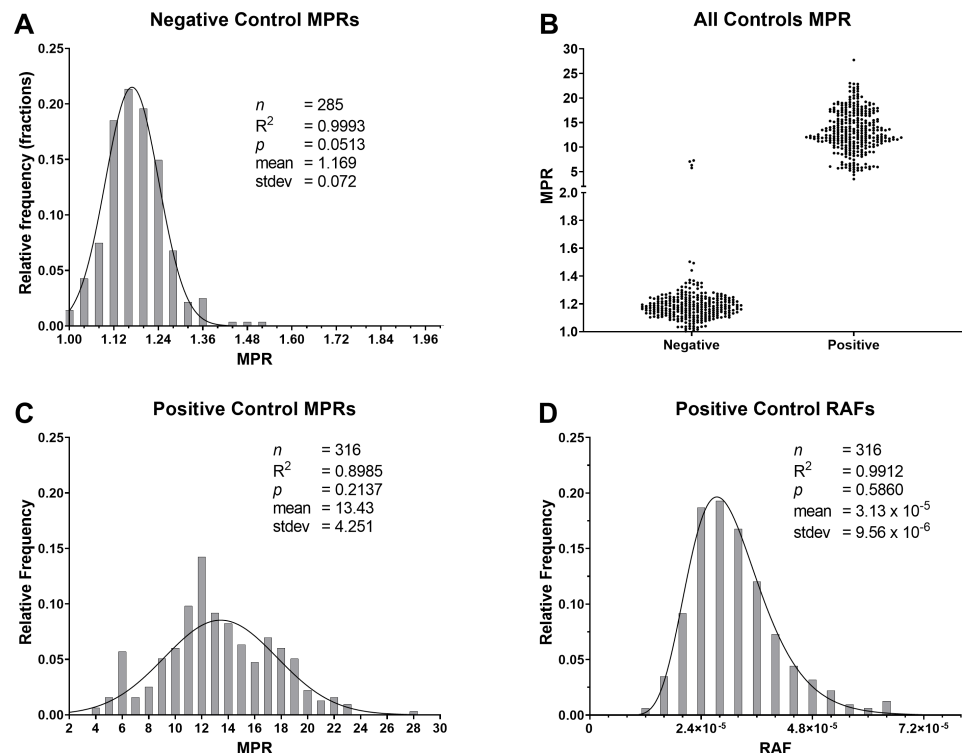 A
Negative Control MPRs
Relative frequency (fractions)
0.25
0.20
0.15
0.10
0.05
0.00
n = 285
R² = 0.9993
p = 0.0513
mean = 1.169
stdev = 0.072
1.00 1.12 1.24 1.36 1.48 1.60 1.72 1.84 1.96
MPR
B
All Controls MPR
MPR
30
25
20
15
10
5
2.0
1.8
1.6
1.4
1.2
1.0
Negative Positive
C
Positive Control MPRs
Relative Frequency
0.25
0.20
0.15
0.10
0.05
0.00
n = 316
R² = 0.8985
p = 0.2137
mean = 13.43
stdev = 4.251
2 4 6 8 10 12 14 16 18 20 22 24 26 28 30
MPR
D
Positive Control RAFs
Relative Frequency
0.25
0.20
0.15
0.10
0.05
0.00
n = 316
R² = 0.9912
p = 0.5860
mean = 3.13 x 10⁻⁵
stdev = 9.56 x 10⁻⁶
0 2.4×10⁻⁵ 4.8×10⁻⁵ 7.2×10⁻⁵
RAF